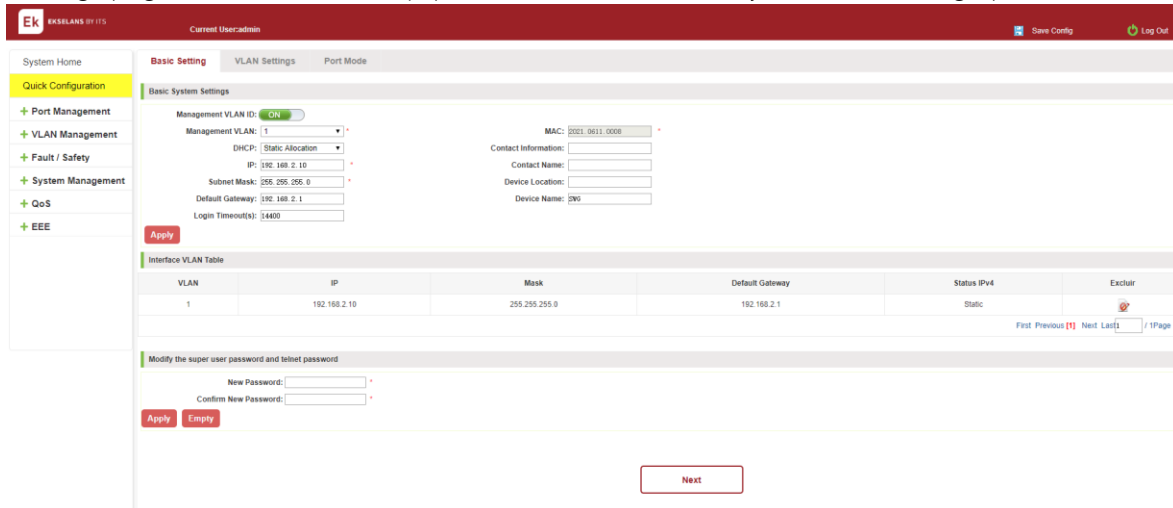 Ek EKSELANS BY ITS
Current User:admin
Save Config
Log Out
System Home
Quick Configuration
+ Port Management
+ VLAN Management
+ Fault / Safety
+ System Management
+ QoS
+ EEE
Basic Setting VLAN Settings Port Mode
Basic System Settings
Management VLAN ID: ON
Management VLAN: 1 *
MAC: 2021.0611.0008 *
DHCP: Static Allocation
Contact Information:
IP: 192.168.2.10 *
Contact Name:
Subnet Mask: 255.255.255.0 *
Device Location:
Default Gateway: 192.168.2.1
Device Name: SWG
Login Timeout(s): 14400
Apply
Interface VLAN Table
VLAN IP Mask Default Gateway Status IPv4 Excluir
1 192.168.2.10 255.255.255.0 192.168.2.1 Static
First Previous [1] Next Last 1 / 1Page
Modify the super user password and telnet password
New Password: *
Confirm New Password: *
Apply Empty
Next